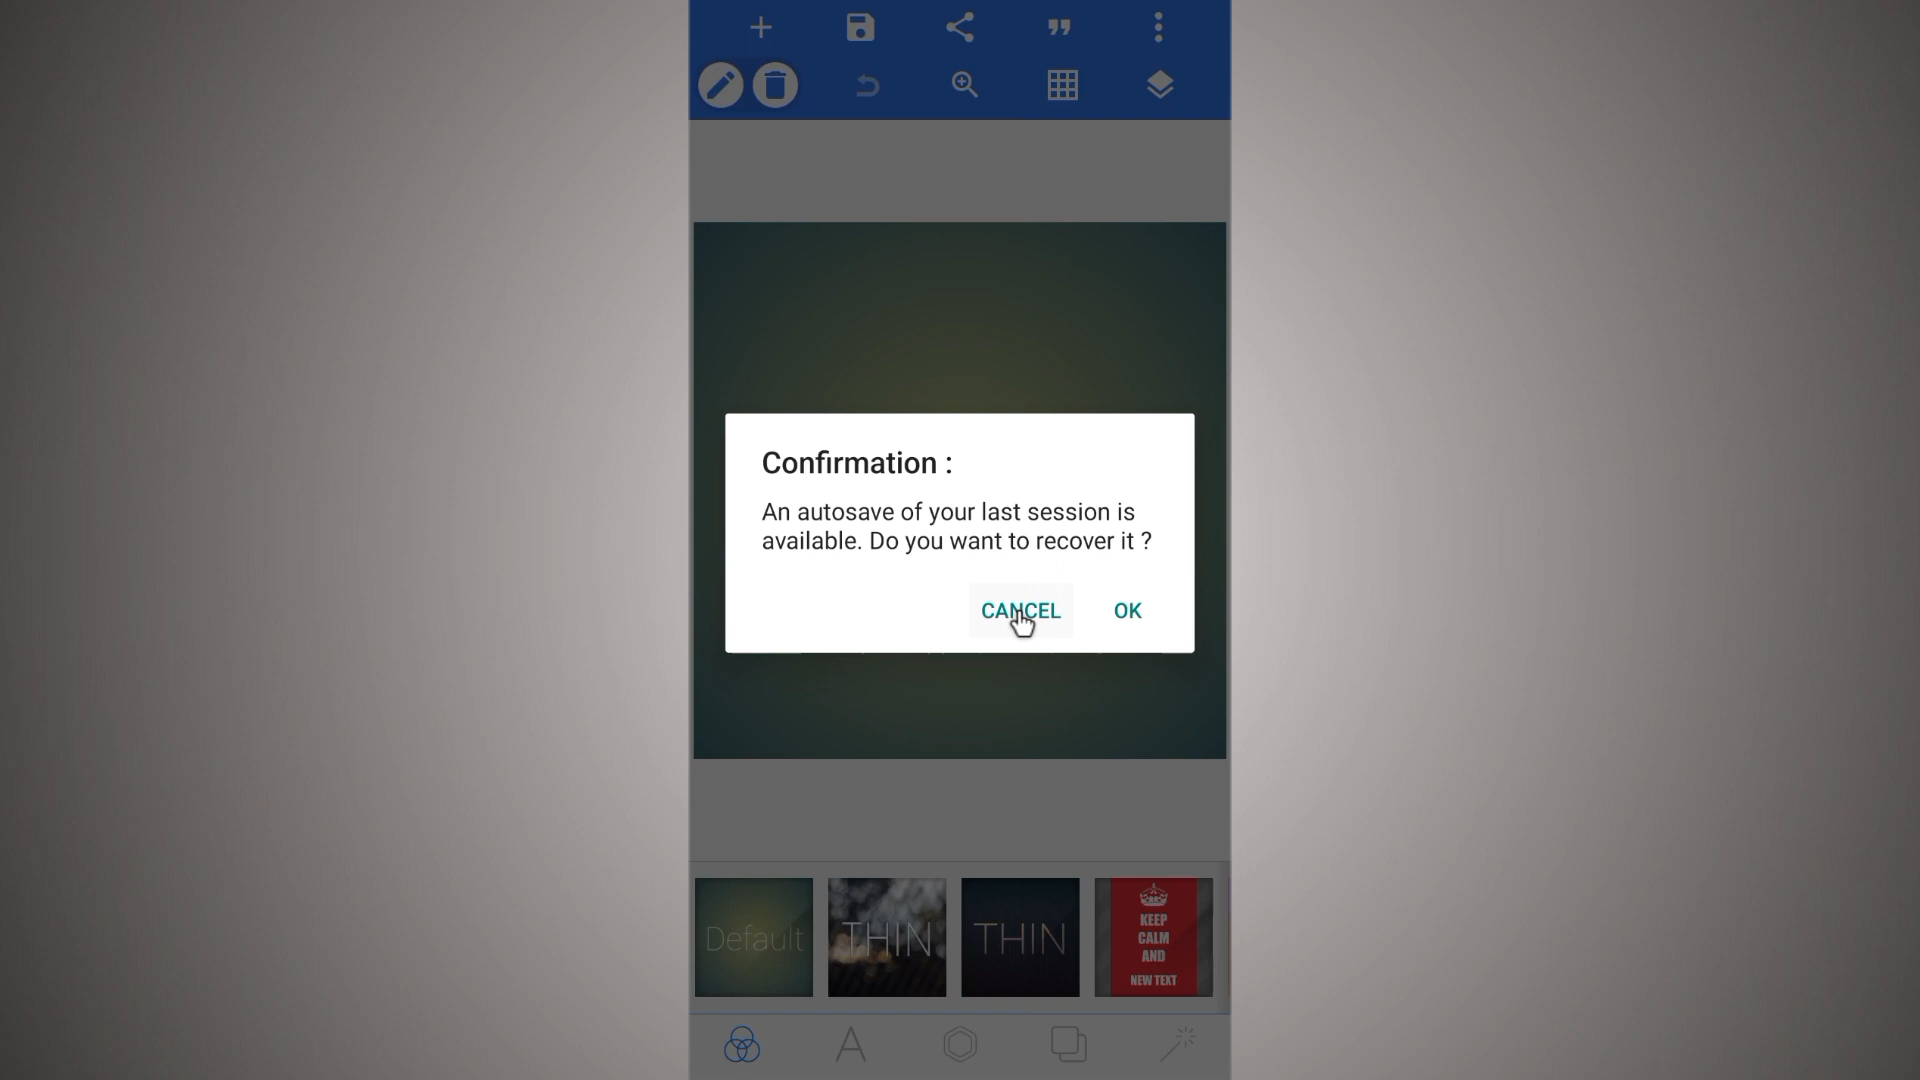 Confirmation :
An autosave of your last session is
available. Do you want to recover it ?
CANCEL OK
Default
THIN
THIN
KEEP
CALM
AND
NEW TEXT
A